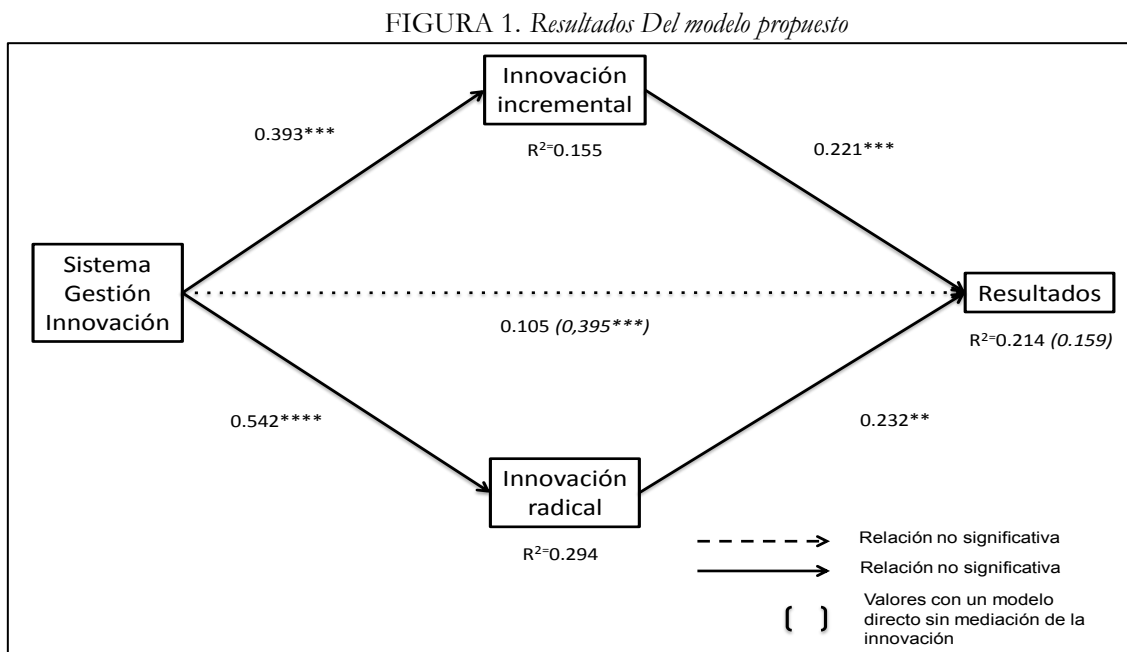 FIGURA 1. Resultados Del modelo propuesto
Innovación
incremental
0.393***
R²⁼0.155
0.221***
Sistema
Gestión
Innovación
Resultados
0.105 (0,395***)
R²⁼0.214 (0.159)
0.542****
0.232**
Innovación
radical
R²⁼0.294
Relación no significativa
Relación no significativa
( ) Valores con un modelo
directo sin mediación de la
innovación